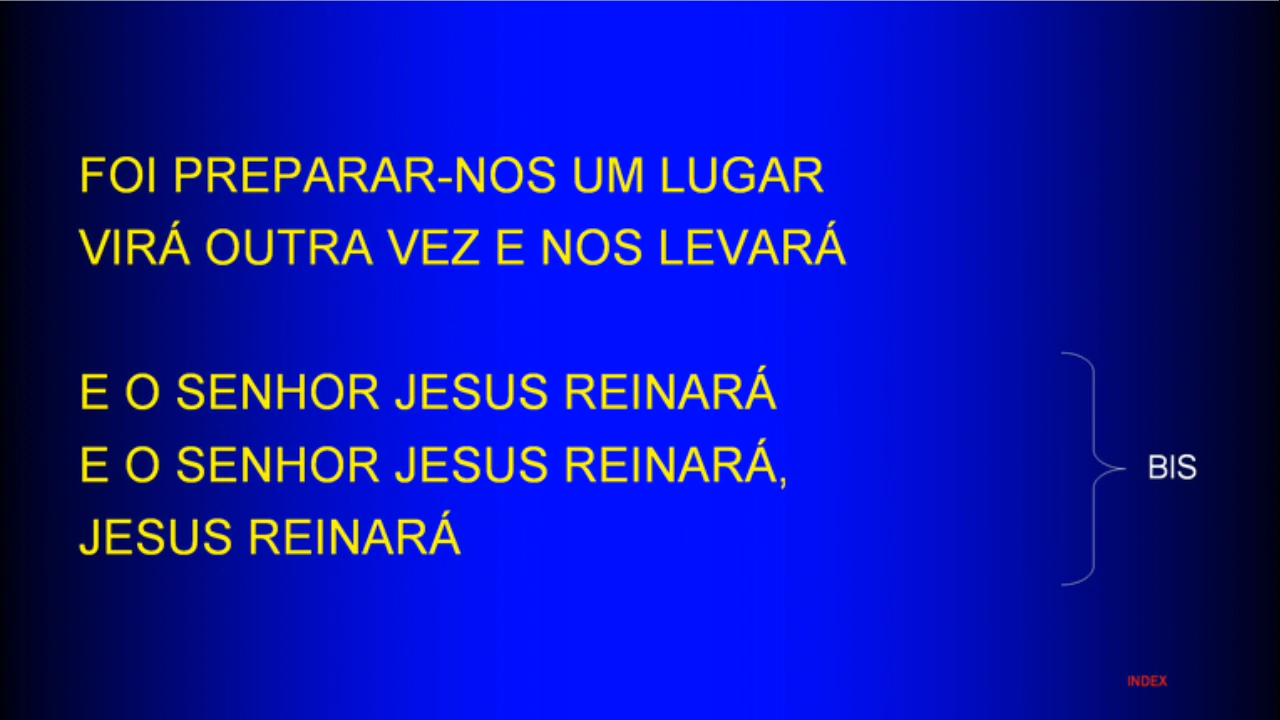 FOI PREPARAR-NOS UM LUGAR
VIRÁ OUTRA VEZ E NOS LEVARÁ
E O SENHOR JESUS REINARÁ
E O SENHOR JESUS REINARÁ,
JESUS REINARÁ
BIS
INDEX